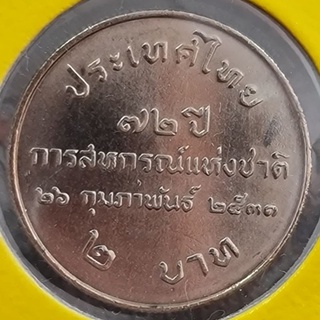 ประเทศไทย
๗๒ ปี
การสหกรณ์แห่งชาติ
๒๖ กุมภาพันธ์ ๒๕๓๑
๒ บาท